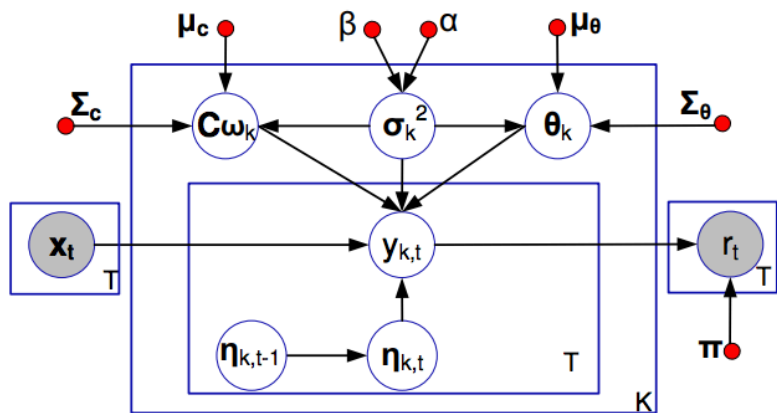 μc β α μθ
Σc Cωk σk² θk Σθ
xt T yk,t rt T
ηk,t-1 ηk,t T π
K